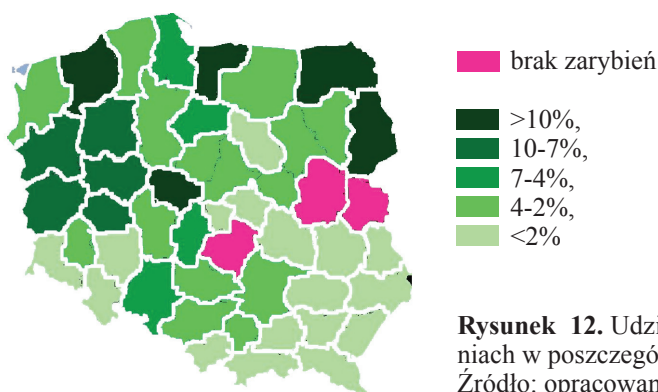 brak zarybień
>10%,
10-7%,
7-4%,
4-2%,
<2%
Rysunek 12. Udzi
niach w poszczegó
Źródło: opracowan